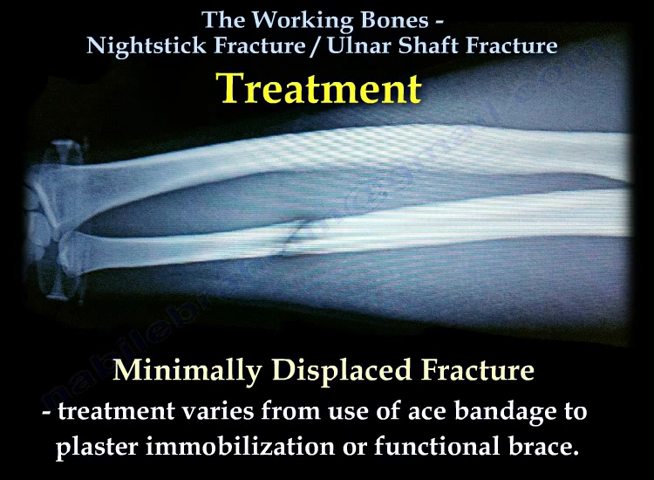 The Working Bones -
Nightstick Fracture / Ulnar Shaft Fracture
Treatment
Minimally Displaced Fracture
- treatment varies from use of ace bandage to
plaster immobilization or functional brace.